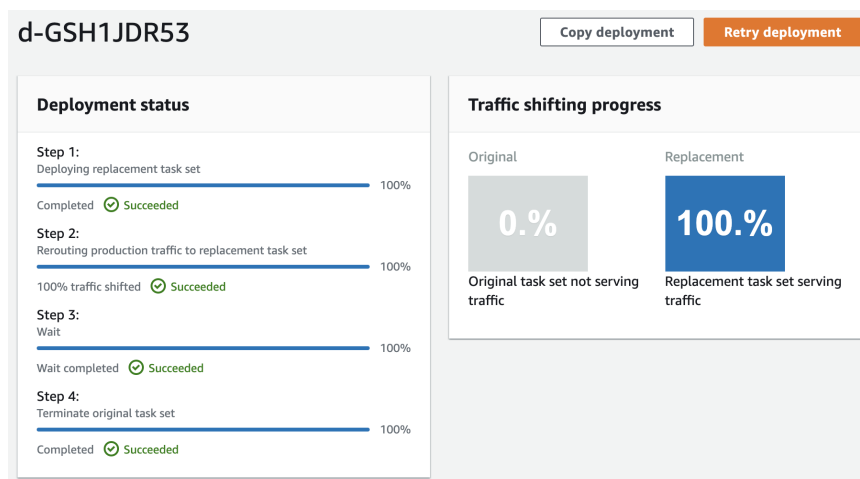 d-GSH1JDR53
Copy deployment
Retry deployment
Deployment status
Step 1:
Deploying replacement task set
100%
Completed Succeeded
Step 2:
Rerouting production traffic to replacement task set
100%
100% traffic shifted Succeeded
Step 3:
Wait
100%
Wait completed Succeeded
Step 4:
Terminate original task set
100%
Completed Succeeded
Traffic shifting progress
Original
0.%
Original task set not serving
traffic
Replacement
100.%
Replacement task set serving
traffic